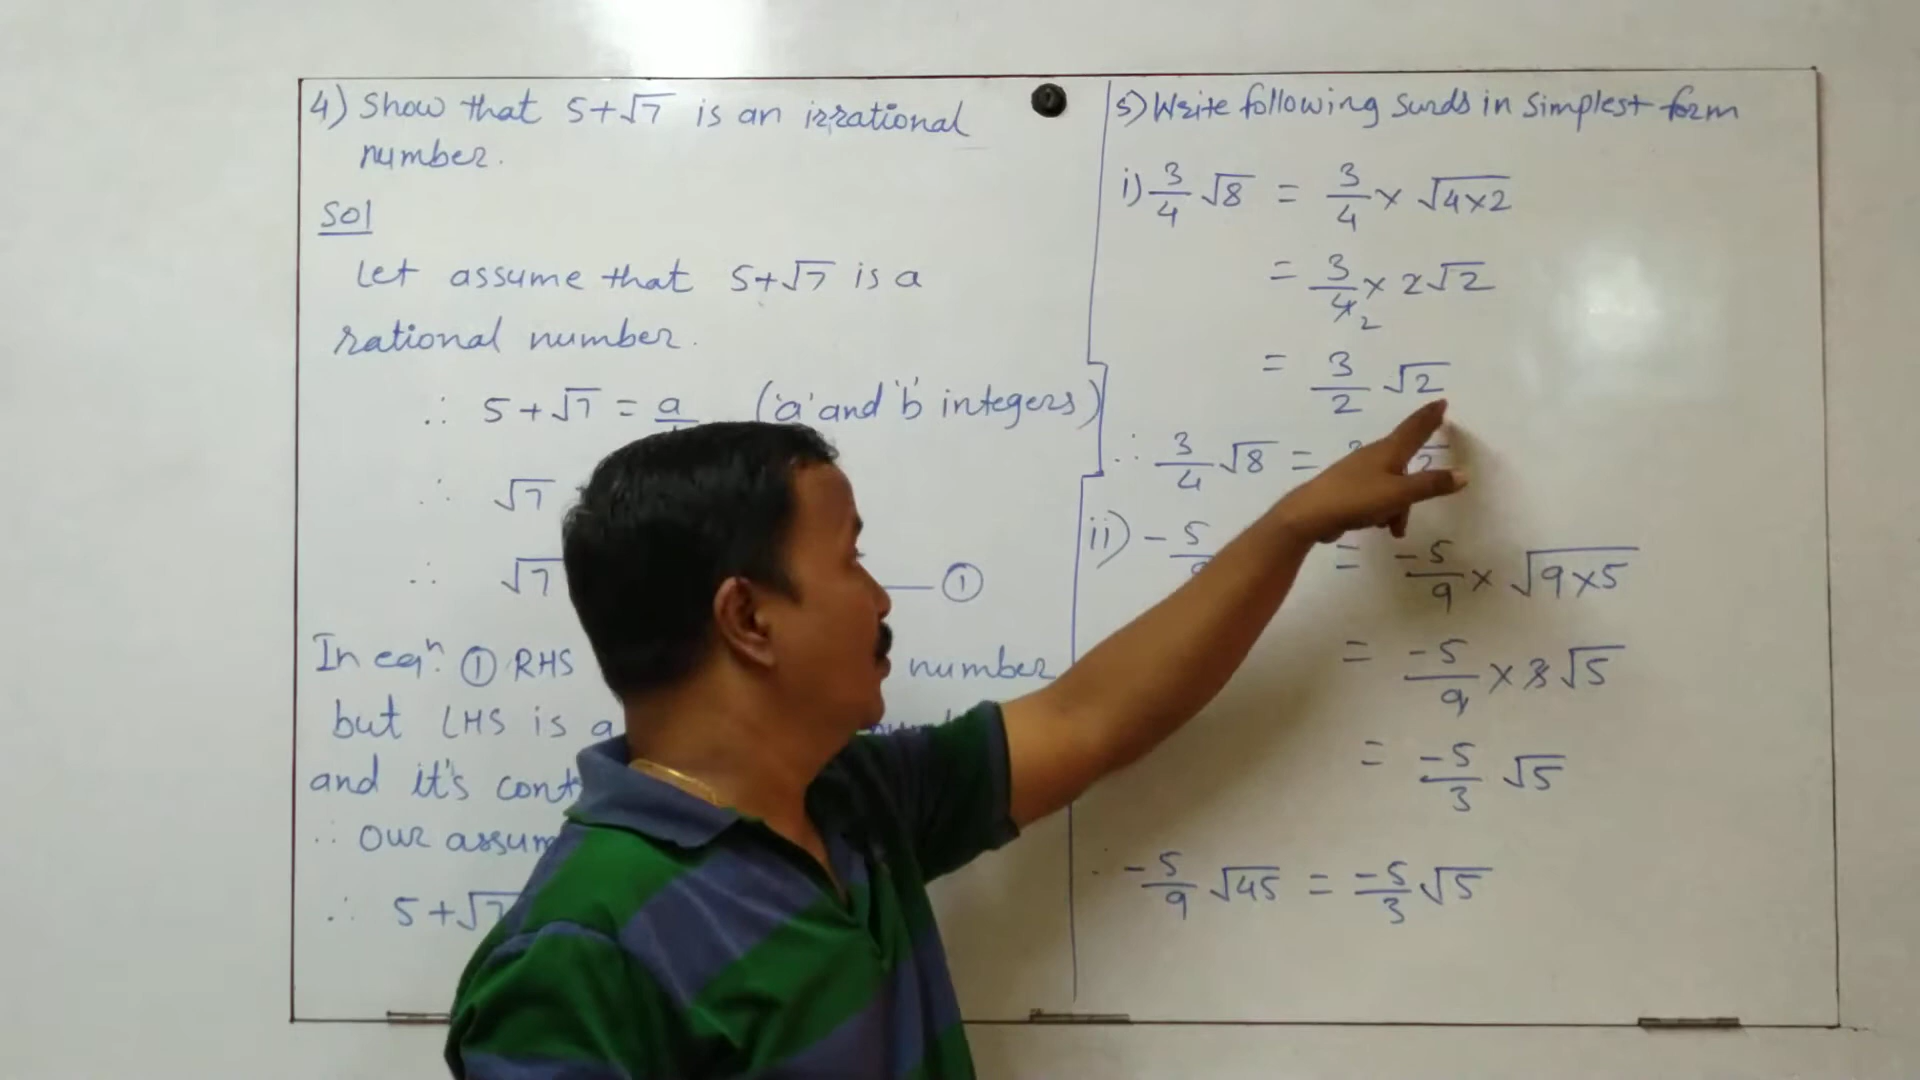 4) Show that 5+√7 is an irrational
number.
Sol
Let assume that 5+√7 is a
rational number.
∴ 5+√7 = a ('a' and 'b' integers)
∴ √7
∴ √7 ①
In eqⁿ. ① RHS number
but LHS is a
and it's
∴ Our
∴ 5+√7
5) Write following surds in simplest form
i) 3/4 √8 = 3/4 × √4×2
= 3/4 2 × 2√2
= 3/2 √2
∴ 3/4 √8 =
ii) -5/9 = -5/9 × √9×5
= -5/9 × 3√5
= -5/3 √5
∴ -5/9 √45 = -5/3 √5